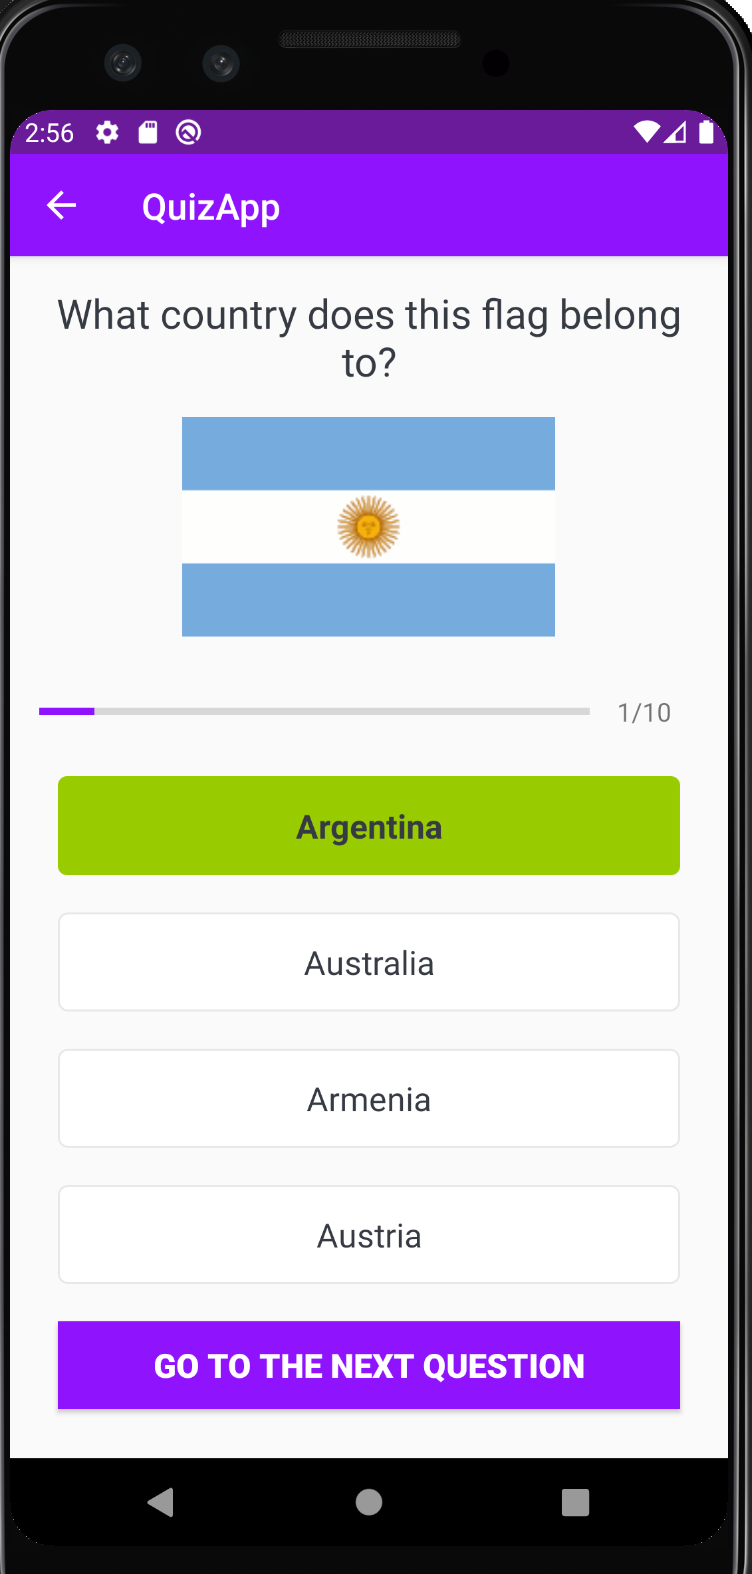 2:56
QuizApp
What country does this flag belong
to?
1/10
Argentina
Australia
Armenia
Austria
GO TO THE NEXT QUESTION